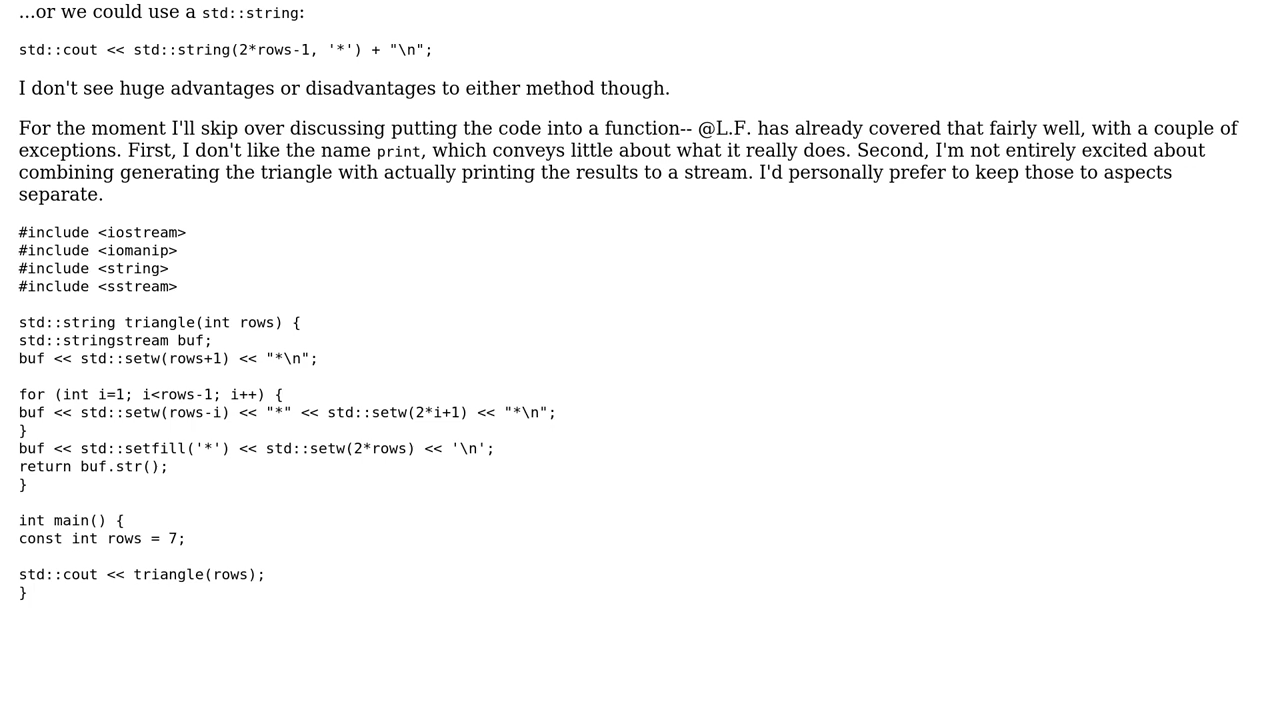 ...or we could use a std::string:
std::cout << std::string(2*rows-1, '*') + "\n";
I don't see huge advantages or disadvantages to either method though.
For the moment I'll skip over discussing putting the code into a function-- @L.F. has already covered that fairly well, with a couple of
exceptions. First, I don't like the name print, which conveys little about what it really does. Second, I'm not entirely excited about
combining generating the triangle with actually printing the results to a stream. I'd personally prefer to keep those to aspects
separate.
#include <iostream>
#include <iomanip>
#include <string>
#include <sstream>
std::string triangle(int rows) {
std::stringstream buf;
buf << std::setw(rows+1) << "*\n";
for (int i=1; i<rows-1; i++) {
buf << std::setw(rows-i) << "*" << std::setw(2*i+1) << "*\n";
}
buf << std::setfill('*') << std::setw(2*rows) << '\n';
return buf.str();
}
int main() {
const int rows = 7;
std::cout << triangle(rows);
}